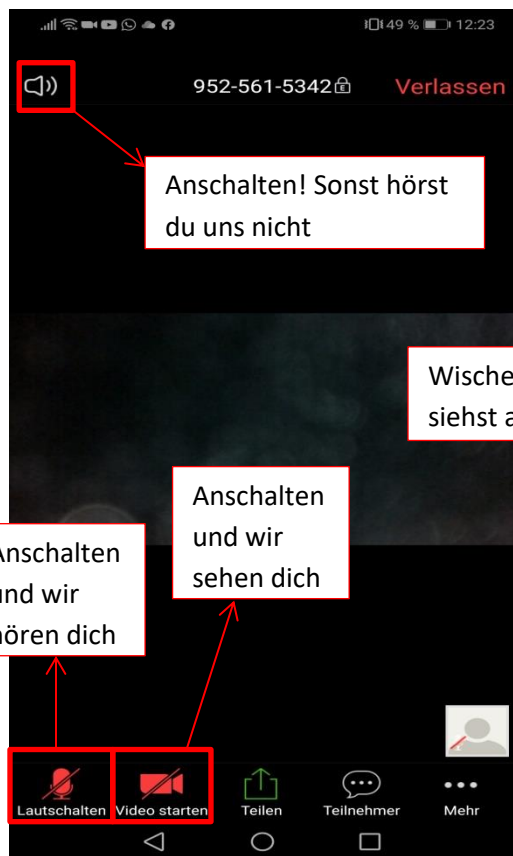 49 % 12:23
952-561-5342 Verlassen
Anschalten! Sonst hörst
du uns nicht
Wische
siehst a
Anschalten
und wir
sehen dich
Anschalten
und wir
hören dich
Lautschalten Video starten Teilen Teilnehmer Mehr